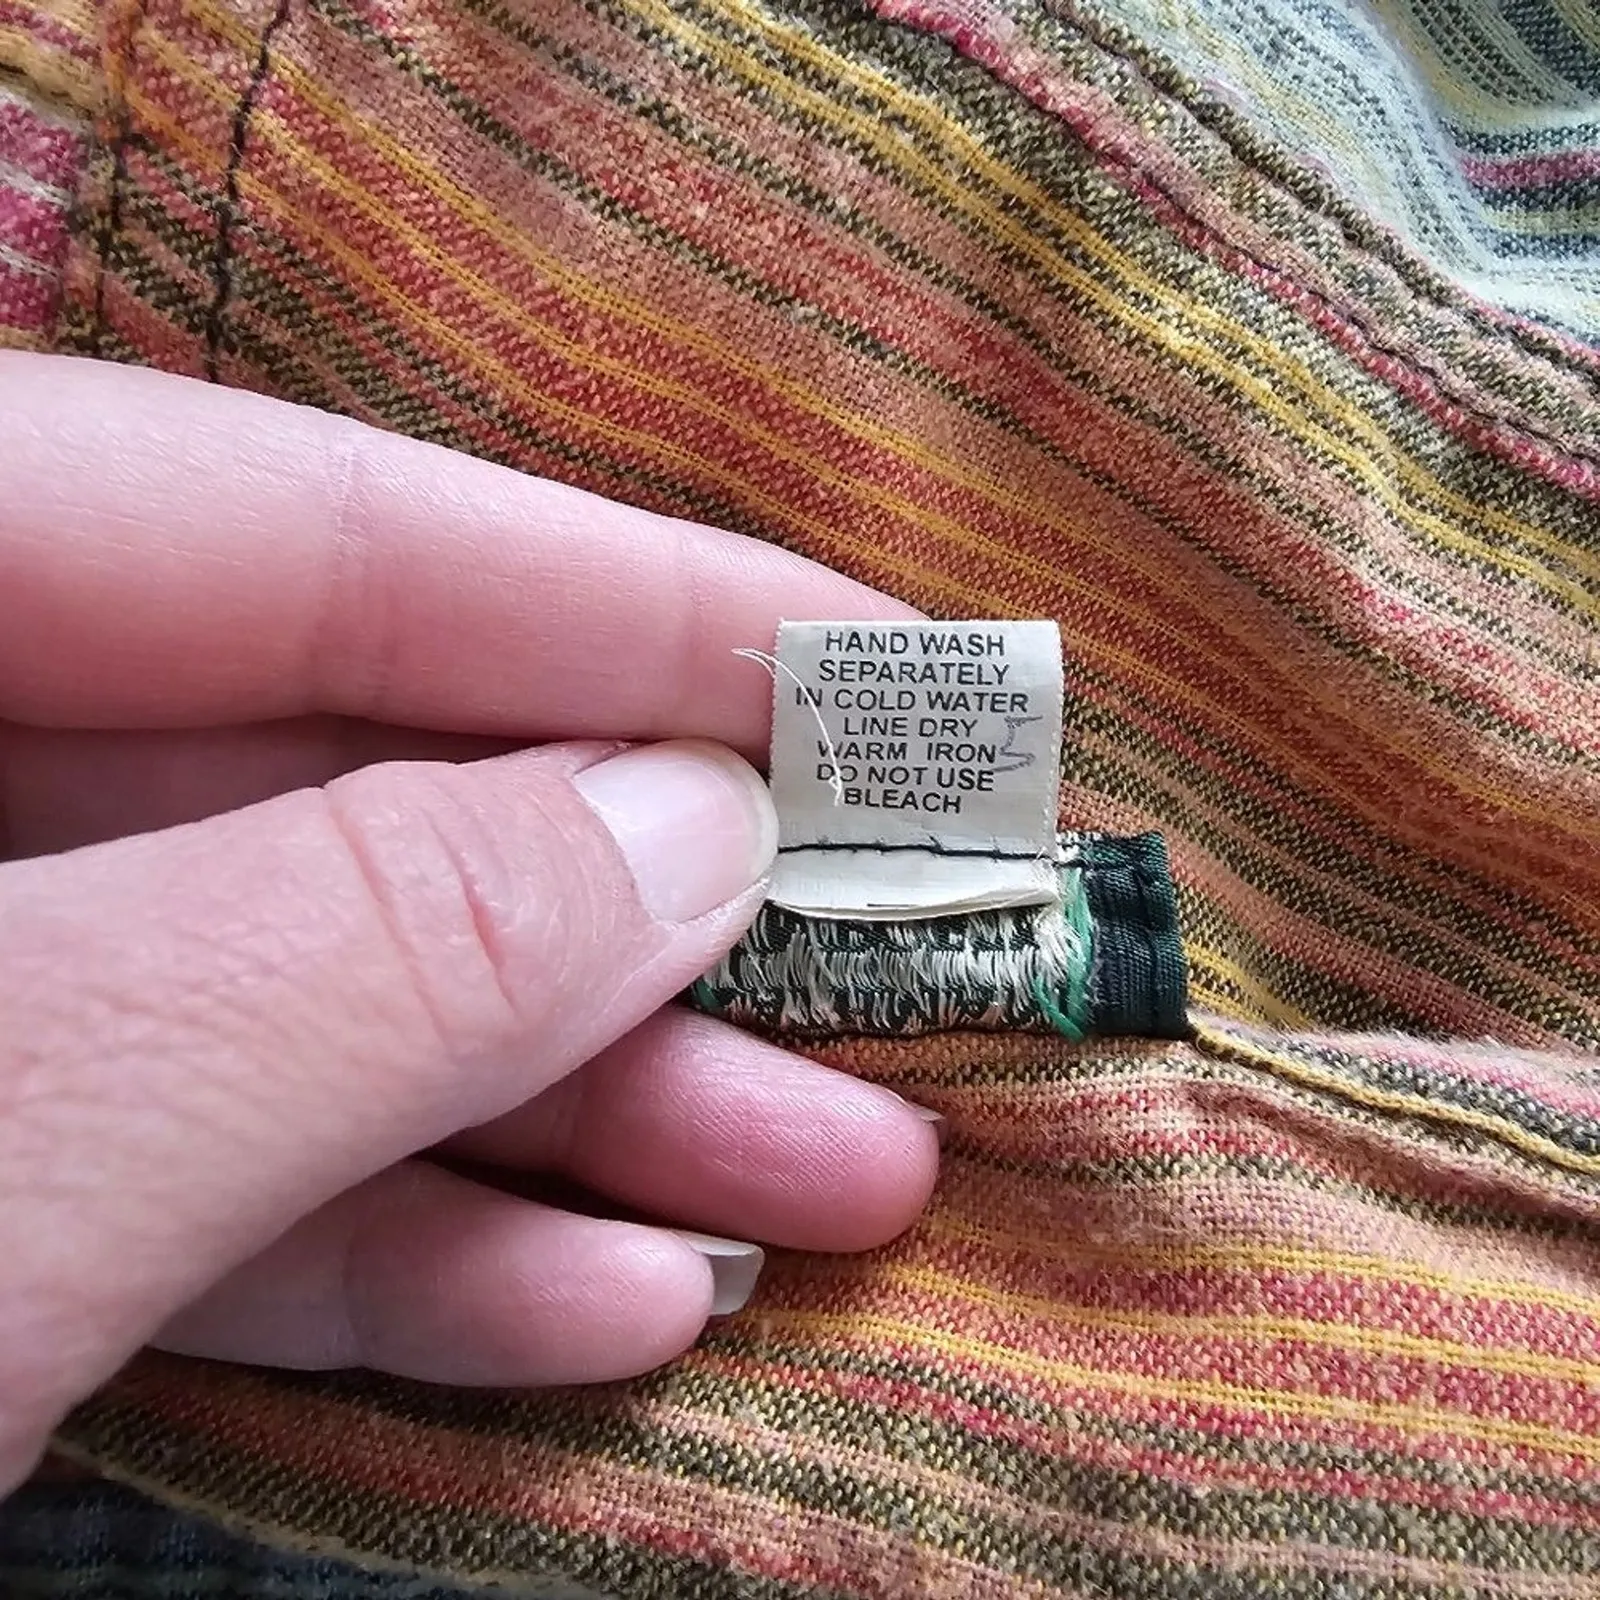 HAND WASH
SEPARATELY
IN COLD WATER
LINE DRY
WARM IRON
DO NOT USE
BLEACH